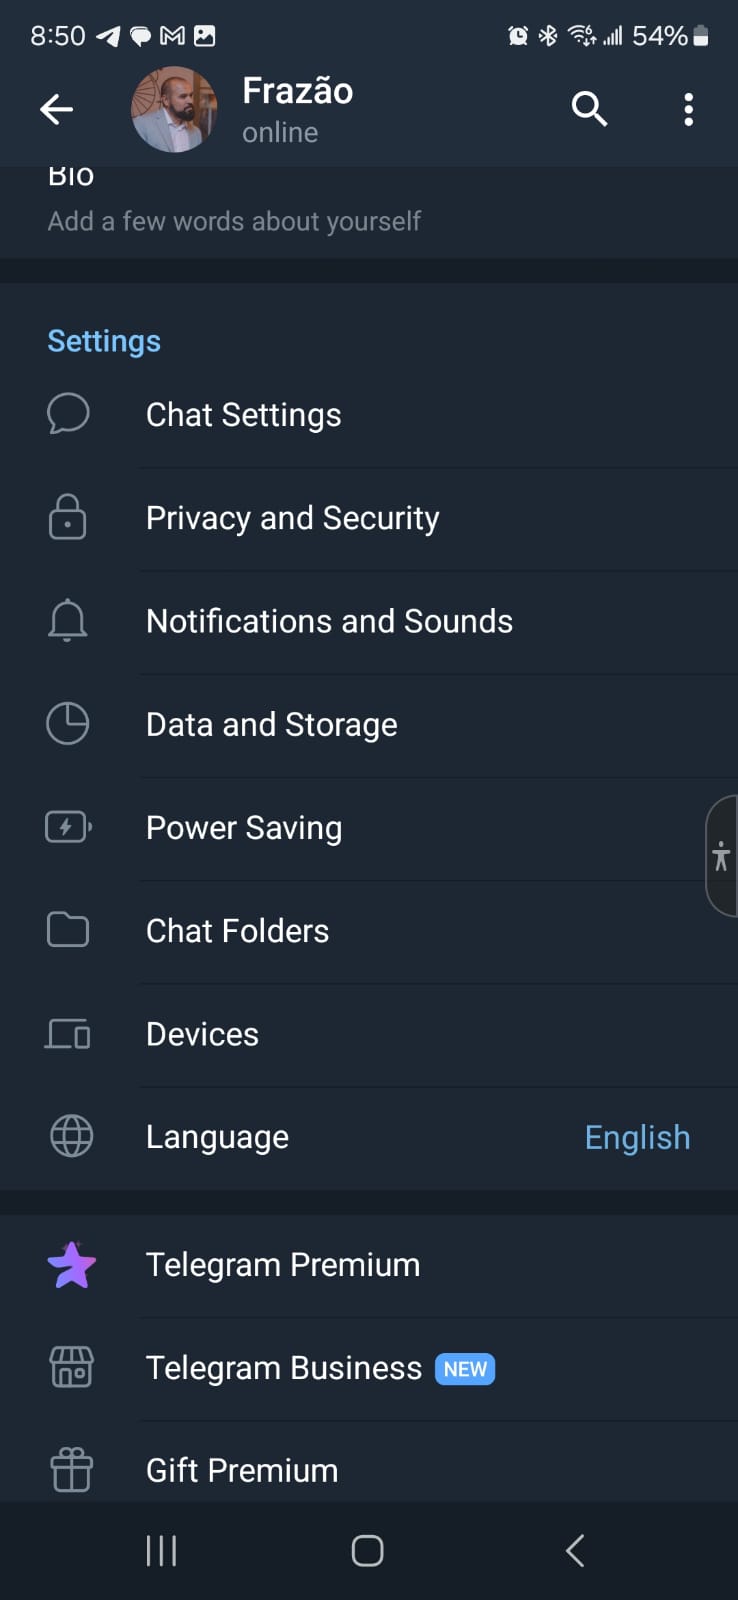 8:50
54%
Frazão
online
Bio
Add a few words about yourself
Settings
Chat Settings
Privacy and Security
Notifications and Sounds
Data and Storage
Power Saving
Chat Folders
Devices
Language English
Telegram Premium
Telegram Business NEW
Gift Premium